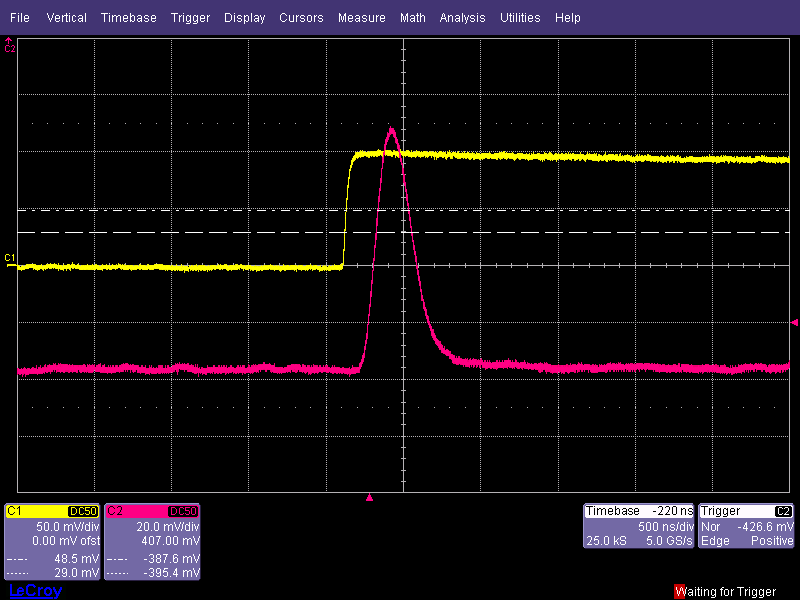 File Vertical Timebase Trigger Display Cursors Measure Math Analysis Utilities Help
C2
C1
C1 DC50
50.0 mV/div
0.00 mV ofst
48.5 mV
29.0 mV
C2 DC50
20.0 mV/div
407.00 mV
-387.6 mV
-395.4 mV
Timebase -220 ns
500 ns/div
25.0 kS 5.0 GS/s
Trigger C2
Nor -426.6 mV
Edge Positive
LeCroy
Waiting for Trigger